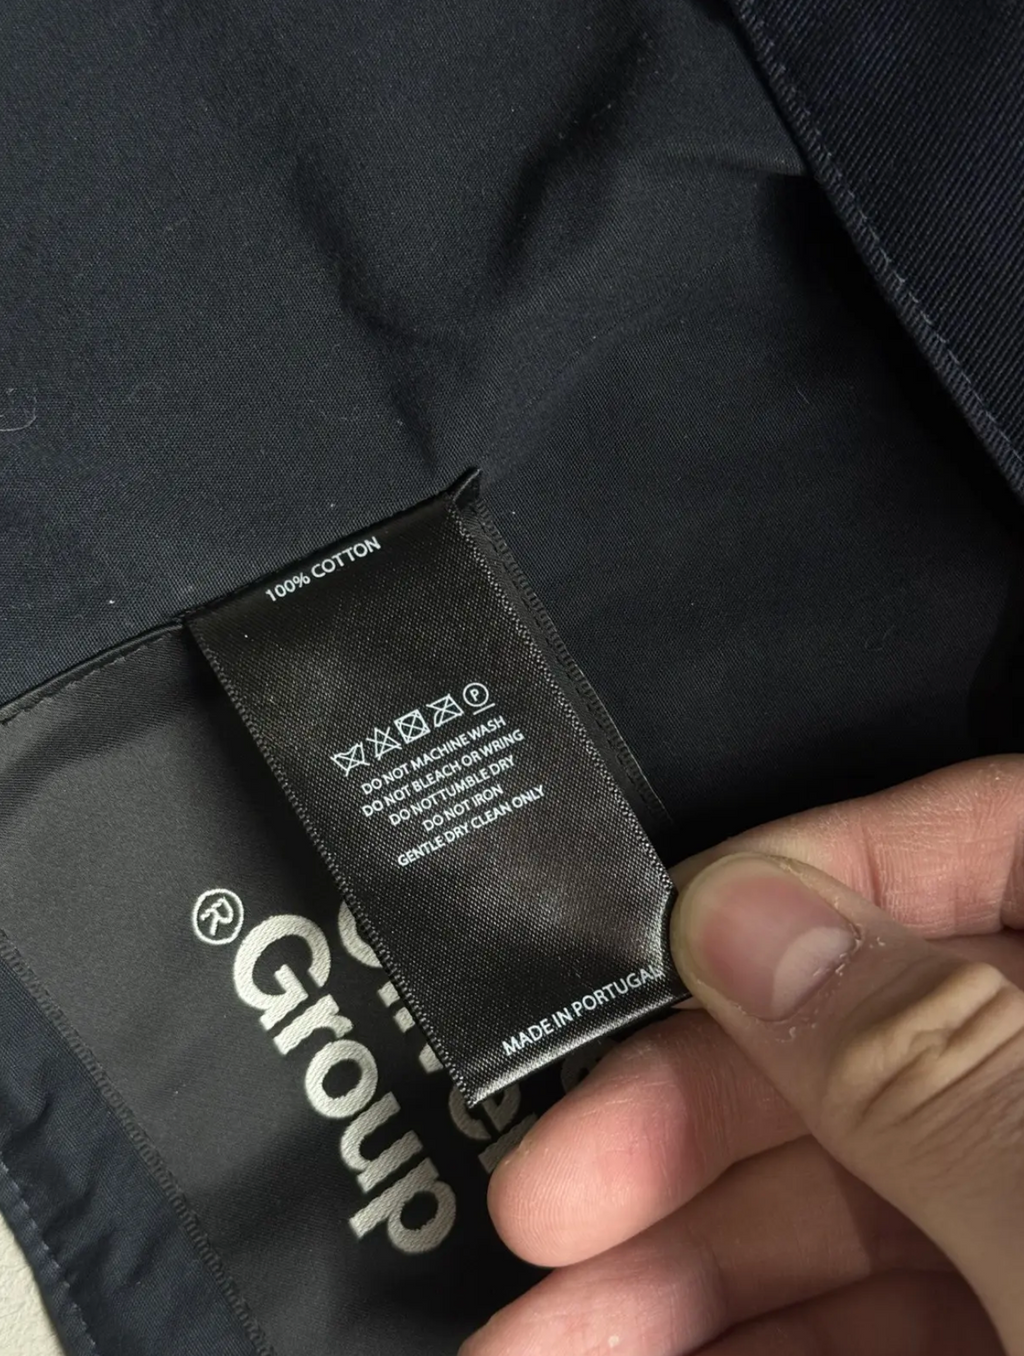 100% COTTON
P
DO NOT MACHINE WASH
DO NOT BLEACH OR WRING
DO NOT TUMBLE DRY
DO NOT IRON
GENTLE DRY CLEAN ONLY
MADE IN PORTUGAL
Group®